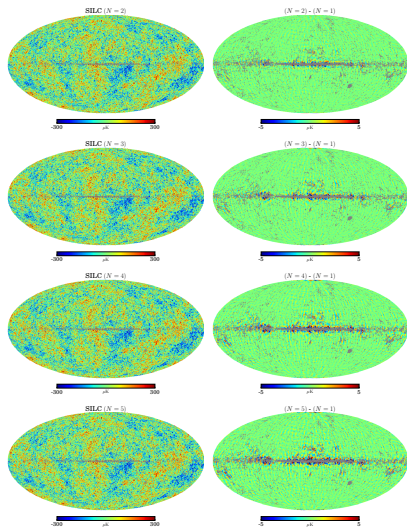 SILC (N = 2)
(N = 2) - (N = 1)
-300 300
μK
-5 5
μK
SILC (N = 3)
(N = 3) - (N = 1)
-300 300
μK
-5 5
μK
SILC (N = 4)
(N = 4) - (N = 1)
-300 300
μK
-5 5
μK
SILC (N = 5)
(N = 5) - (N = 1)
-300 300
μK
-5 5
μK